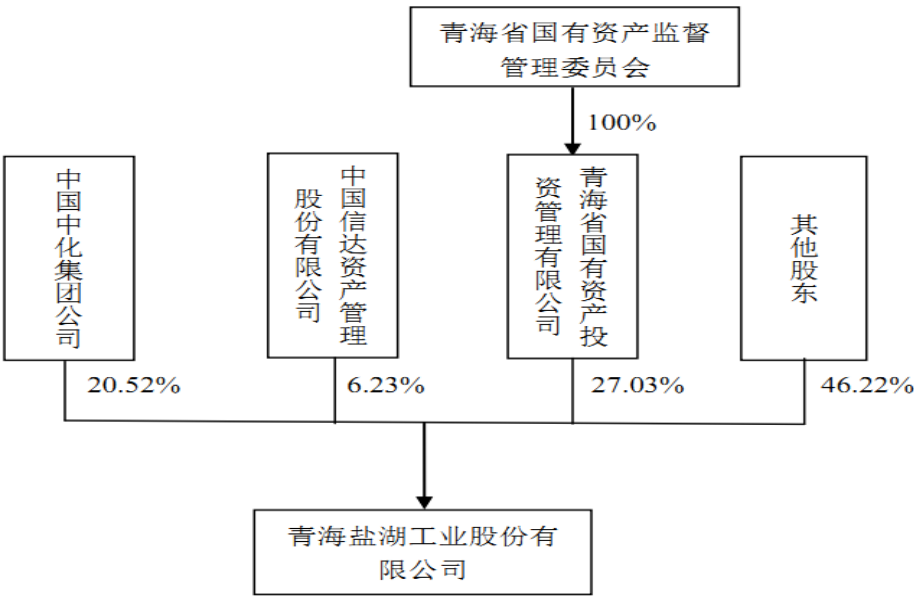 青海省国有资产监督
管理委员会
100%
中国中化集团公司
中国信达资产管理
股份有限公司
青海省国有资产投
资管理有限公司
其他股东
20.52%
6.23%
27.03%
46.22%
青海盐湖工业股份有
限公司